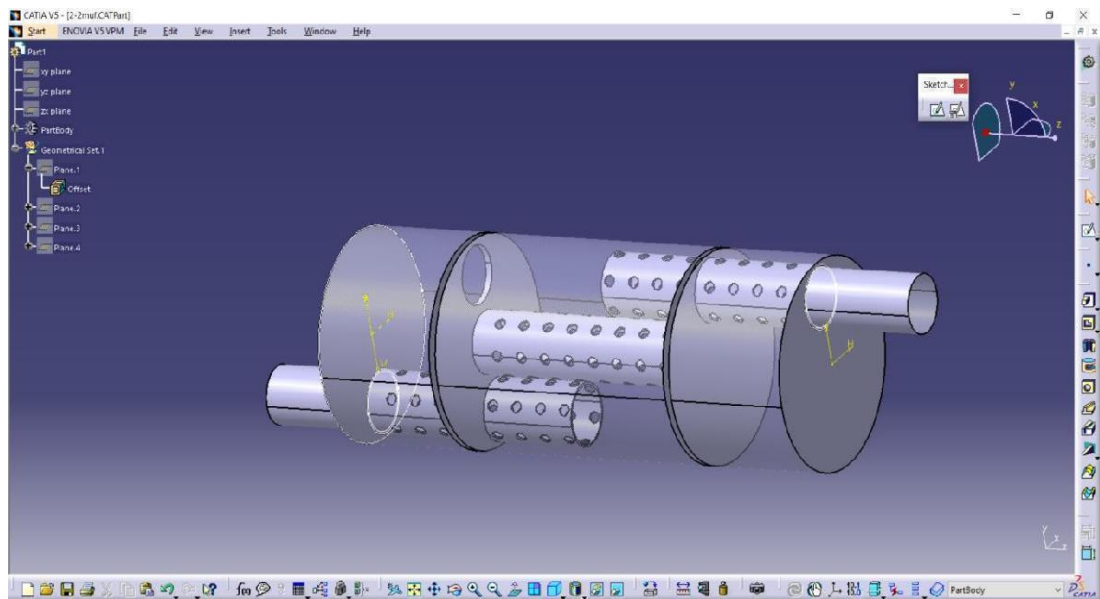 CATIA V5 - [2-2muf.CATPart]
Start ENOVIA V5 VPM File Edit View Insert Tools Window Help
Part1
xy plane
yz plane
zx plane
PartBody
Geometrical Set.1
Plane.1
Offset
Plane.2
Plane.3
Plane.4
Sketch...
y
x
z
H
PartBody
CATIA